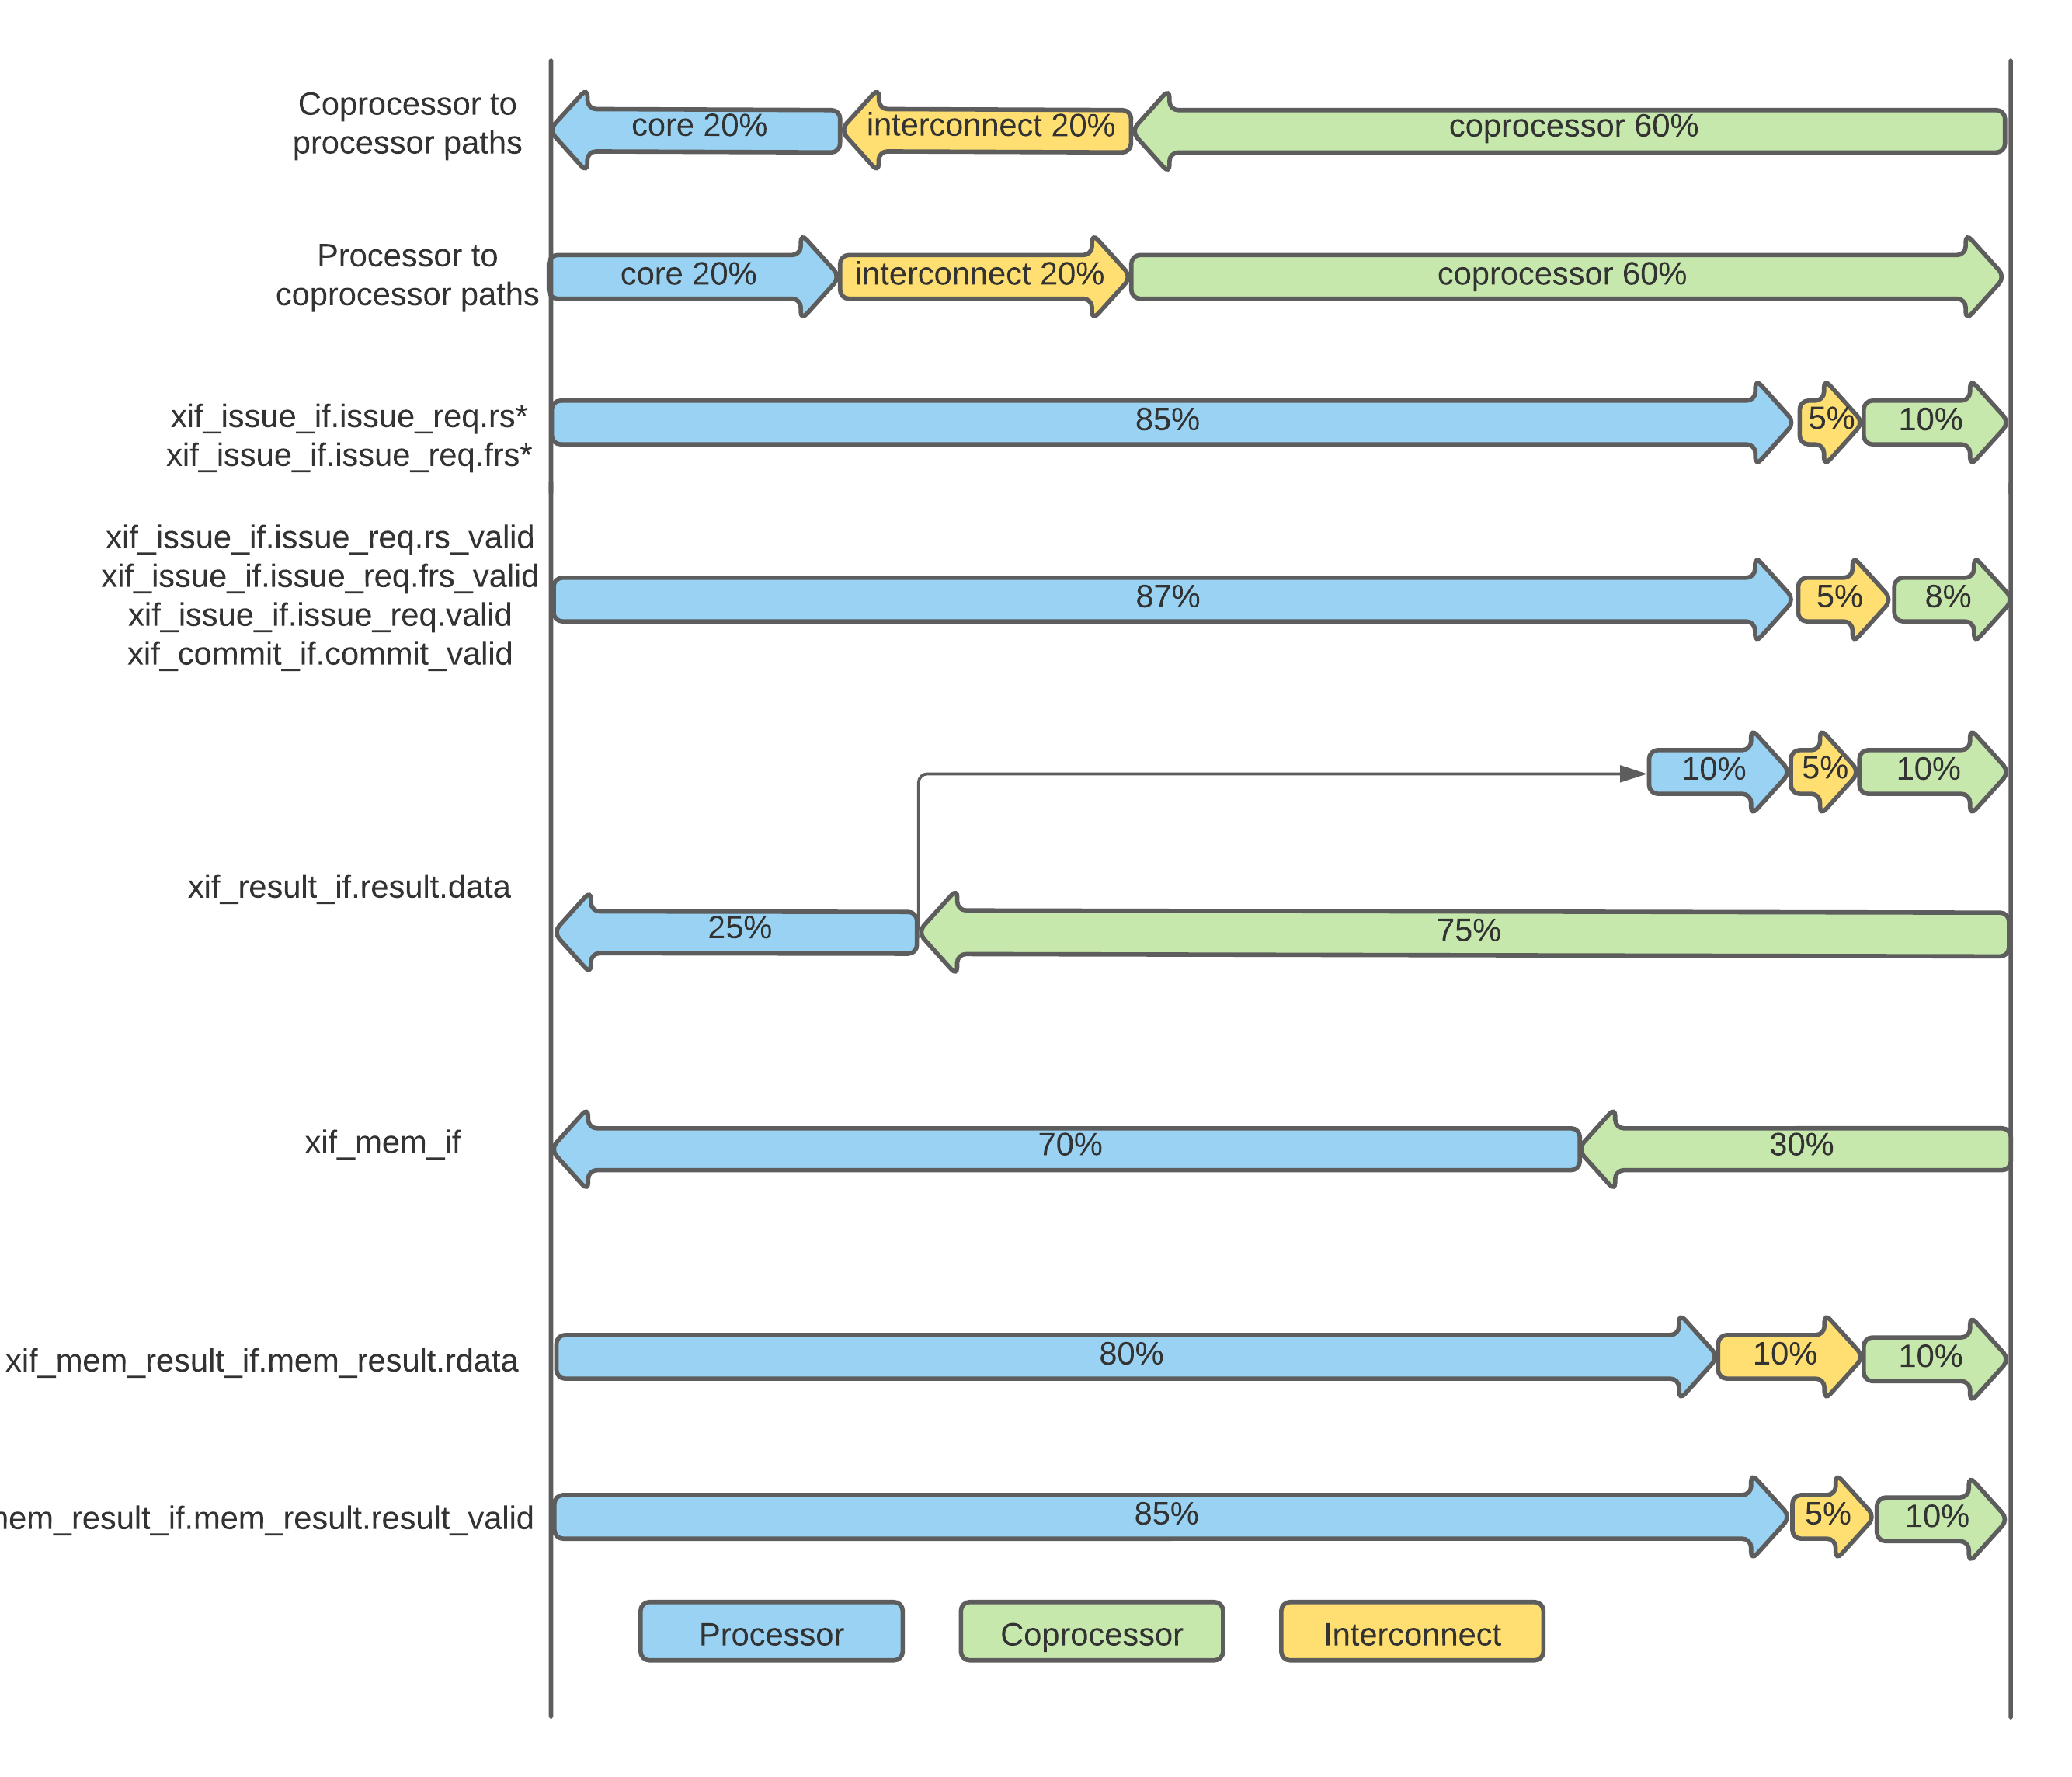 Coprocessor to
processor paths
core 20%
interconnect 20%
coprocessor 60%
Processor to
coprocessor paths
core 20%
interconnect 20%
coprocessor 60%
xif_issue_if.issue_req.rs*
xif_issue_if.issue_req.frs*
85%
5%
10%
xif_issue_if.issue_req.rs_valid
xif_issue_if.issue_req.frs_valid
xif_issue_if.issue_req.valid
xif_commit_if.commit_valid
87%
5%
8%
10%
5%
10%
xif_result_if.result.data
25%
75%
xif_mem_if
70%
30%
xif_mem_result_if.mem_result.rdata
80%
10%
10%
mem_result_if.mem_result.result_valid
85%
5%
10%
Processor
Coprocessor
Interconnect